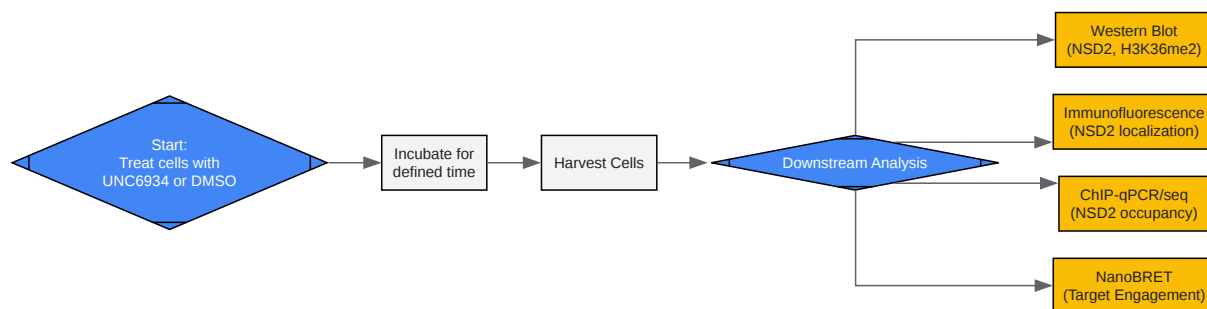 Start:
Treat cells with
UNC6934 or DMSO
Incubate for
defined time
Harvest Cells
Downstream Analysis
Western Blot
(NSD2, H3K36me2)
Immunofluorescence
(NSD2 localization)
ChIP-qPCR/seq
(NSD2 occupancy)
NanoBRET
(Target Engagement)